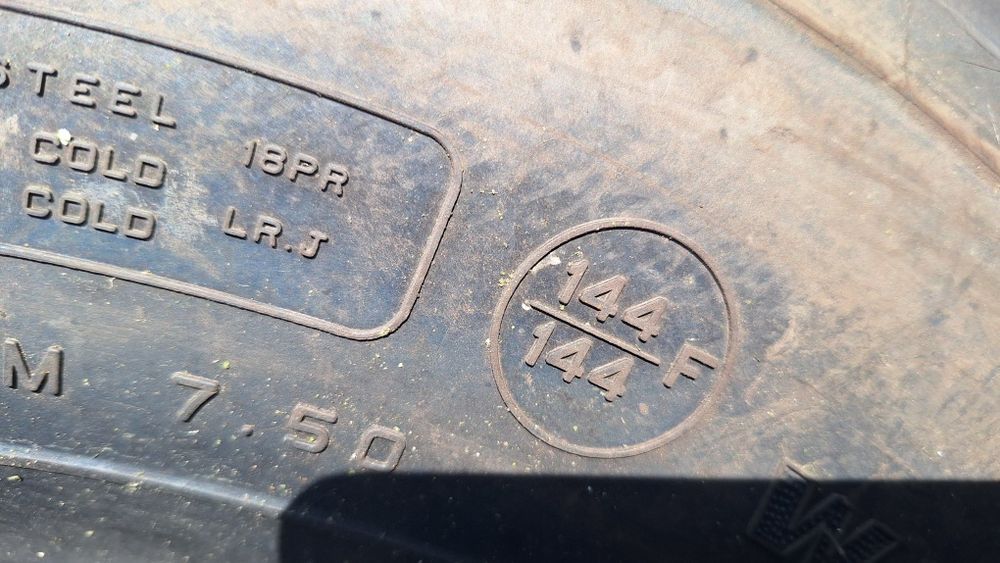 STEEL
COLD 18PR
COLD LR.J
144
144 F
M 7.50
W